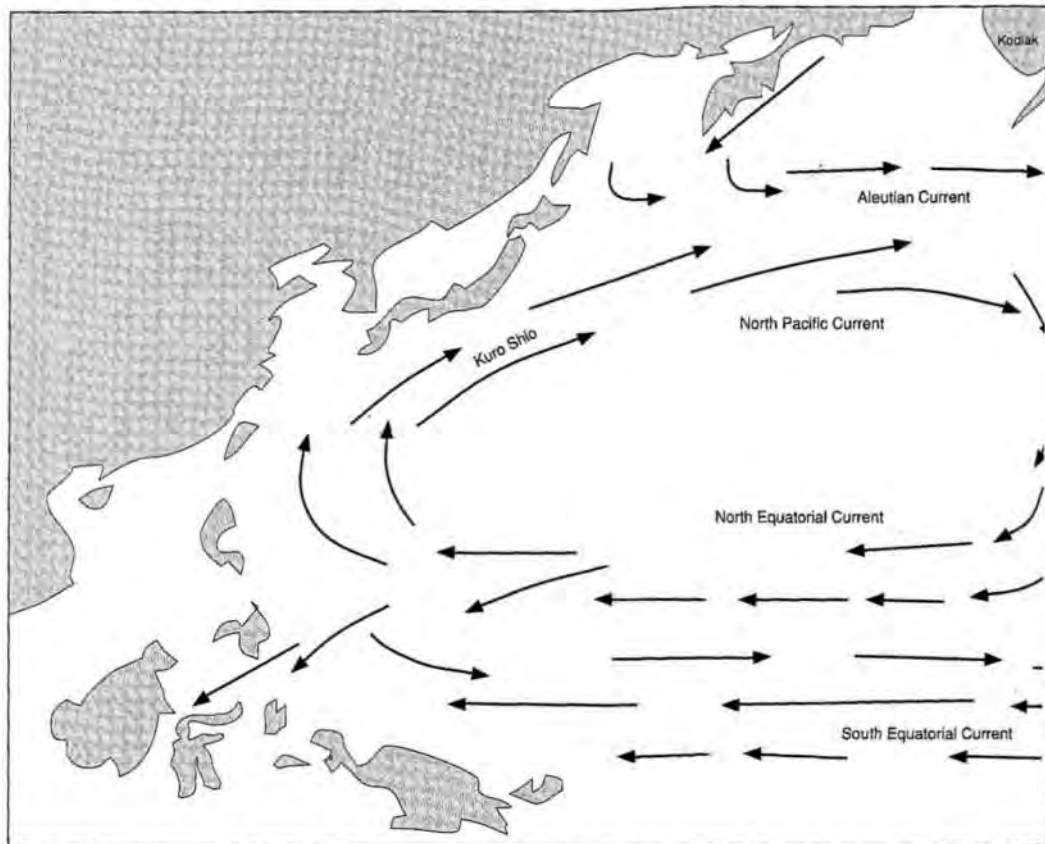 Kodiak
Aleutian Current
North Pacific Current
Kuro Shio
North Equatorial Current
South Equatorial Current